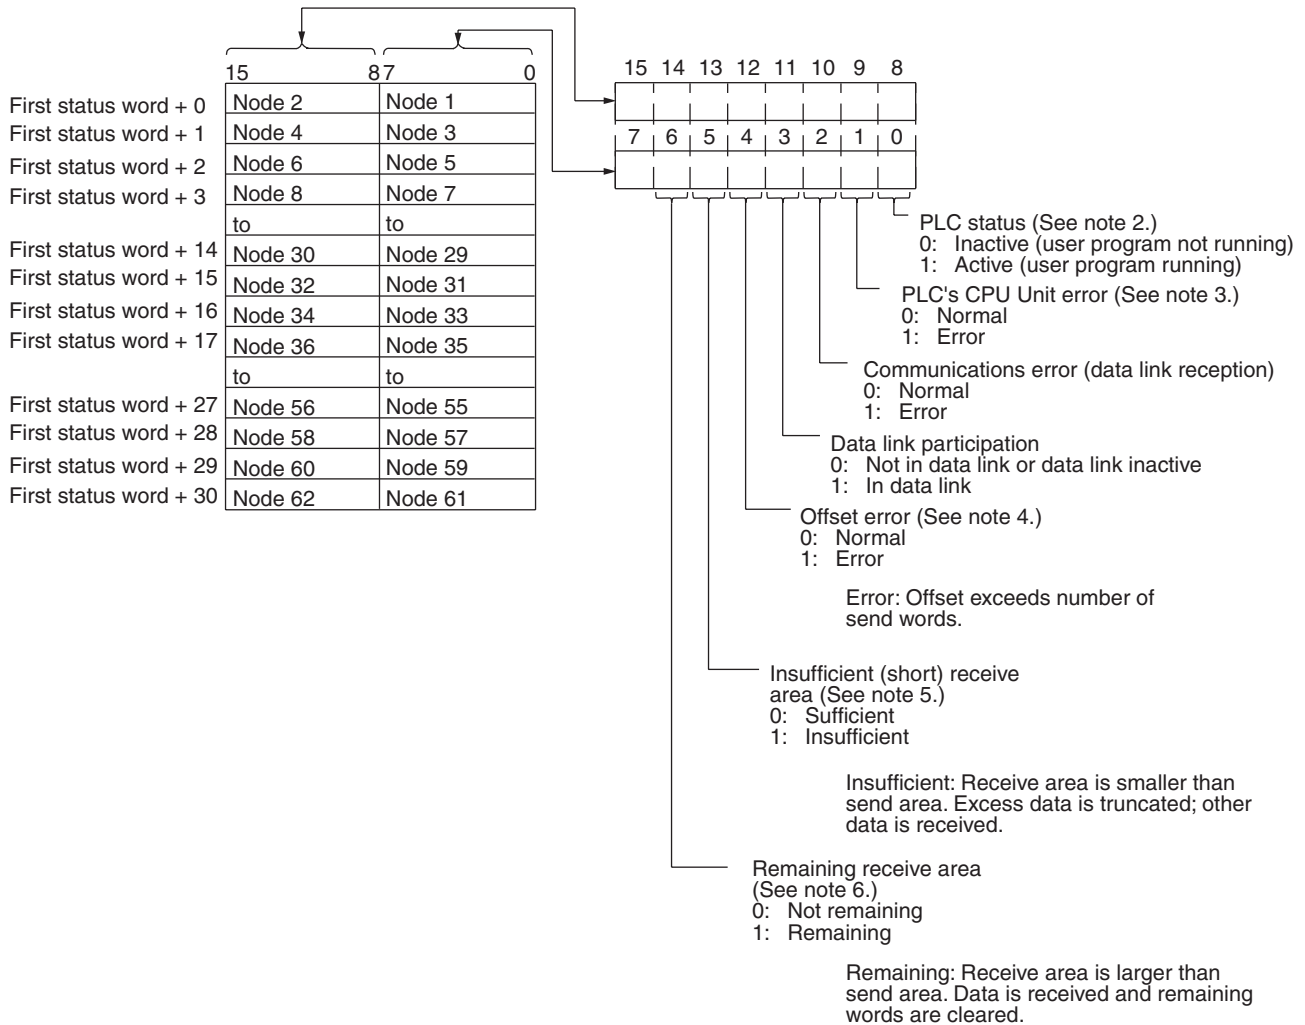 15 8 7 0
First status word + 0 Node 2 Node 1
First status word + 1 Node 4 Node 3
First status word + 2 Node 6 Node 5
First status word + 3 Node 8 Node 7
to to
First status word + 14 Node 30 Node 29
First status word + 15 Node 32 Node 31
First status word + 16 Node 34 Node 33
First status word + 17 Node 36 Node 35
to to
First status word + 27 Node 56 Node 55
First status word + 28 Node 58 Node 57
First status word + 29 Node 60 Node 59
First status word + 30 Node 62 Node 61
15 14 13 12 11 10 9 8
7 6 5 4 3 2 1 0
PLC status (See note 2.)
0: Inactive (user program not running)
1: Active (user program running)
PLC's CPU Unit error (See note 3.)
0: Normal
1: Error
Communications error (data link reception)
0: Normal
1: Error
Data link participation
0: Not in data link or data link inactive
1: In data link
Offset error (See note 4.)
0: Normal
1: Error
Error: Offset exceeds number of
send words.
Insufficient (short) receive
area (See note 5.)
0: Sufficient
1: Insufficient
Insufficient: Receive area is smaller than
send area. Excess data is truncated; other
data is received.
Remaining receive area
(See note 6.)
0: Not remaining
1: Remaining
Remaining: Receive area is larger than
send area. Data is received and remaining
words are cleared.